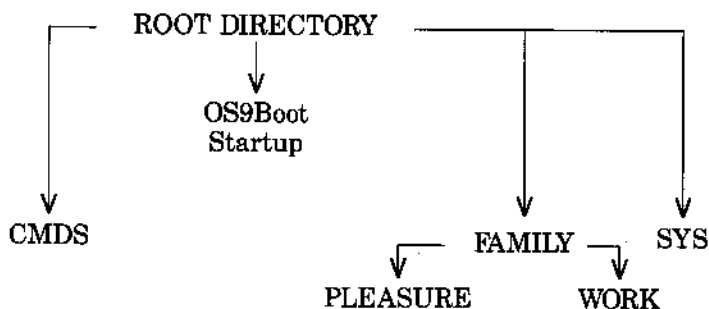 ROOT DIRECTORY
OS9Boot
Startup
CMDS
FAMILY
SYS
PLEASURE
WORK